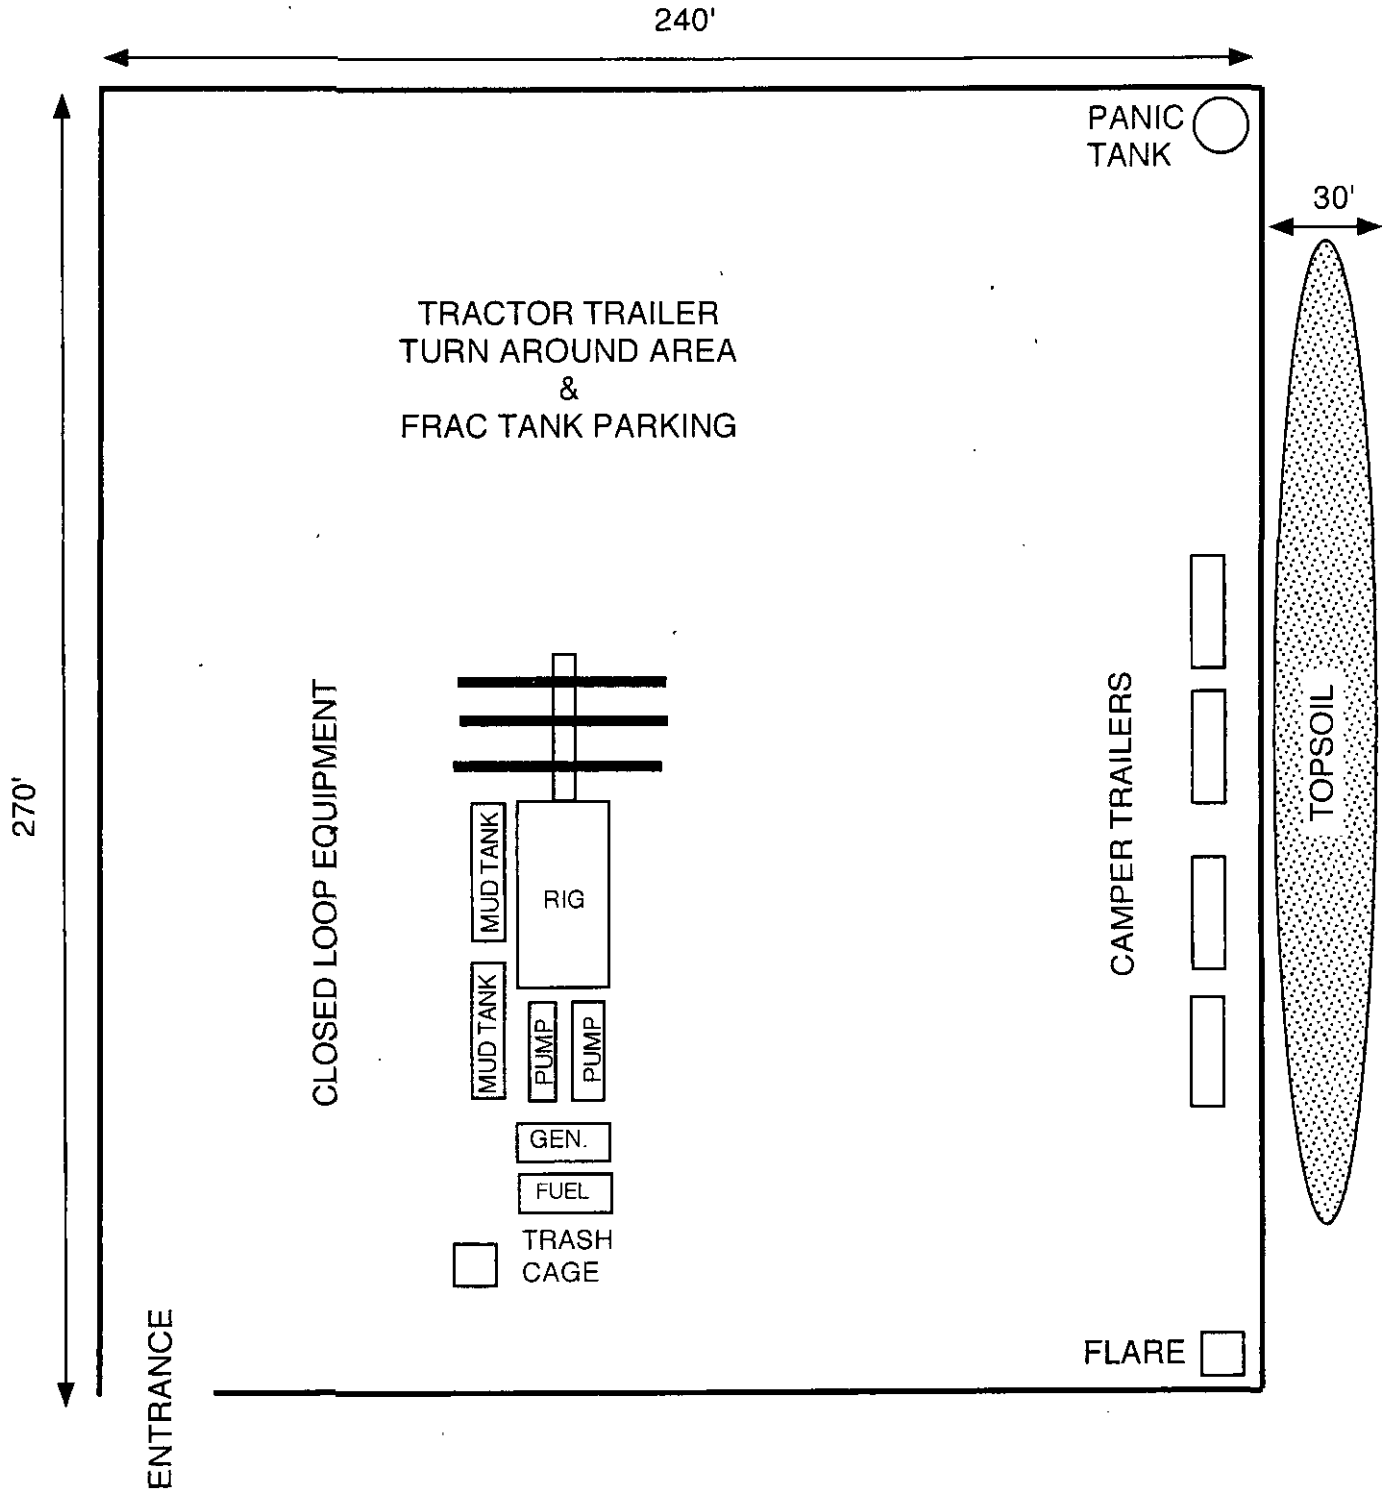 240'
PANIC
TANK
30'
TRACTOR TRAILER
TURN AROUND AREA
&
FRAC TANK PARKING
270'
CLOSED LOOP EQUIPMENT
MUD TANK
RIG
MUD TANK
PUMP
PUMP
GEN.
FUEL
TRASH
CAGE
CAMPER TRAILERS
TOPSOIL
FLARE
ENTRANCE